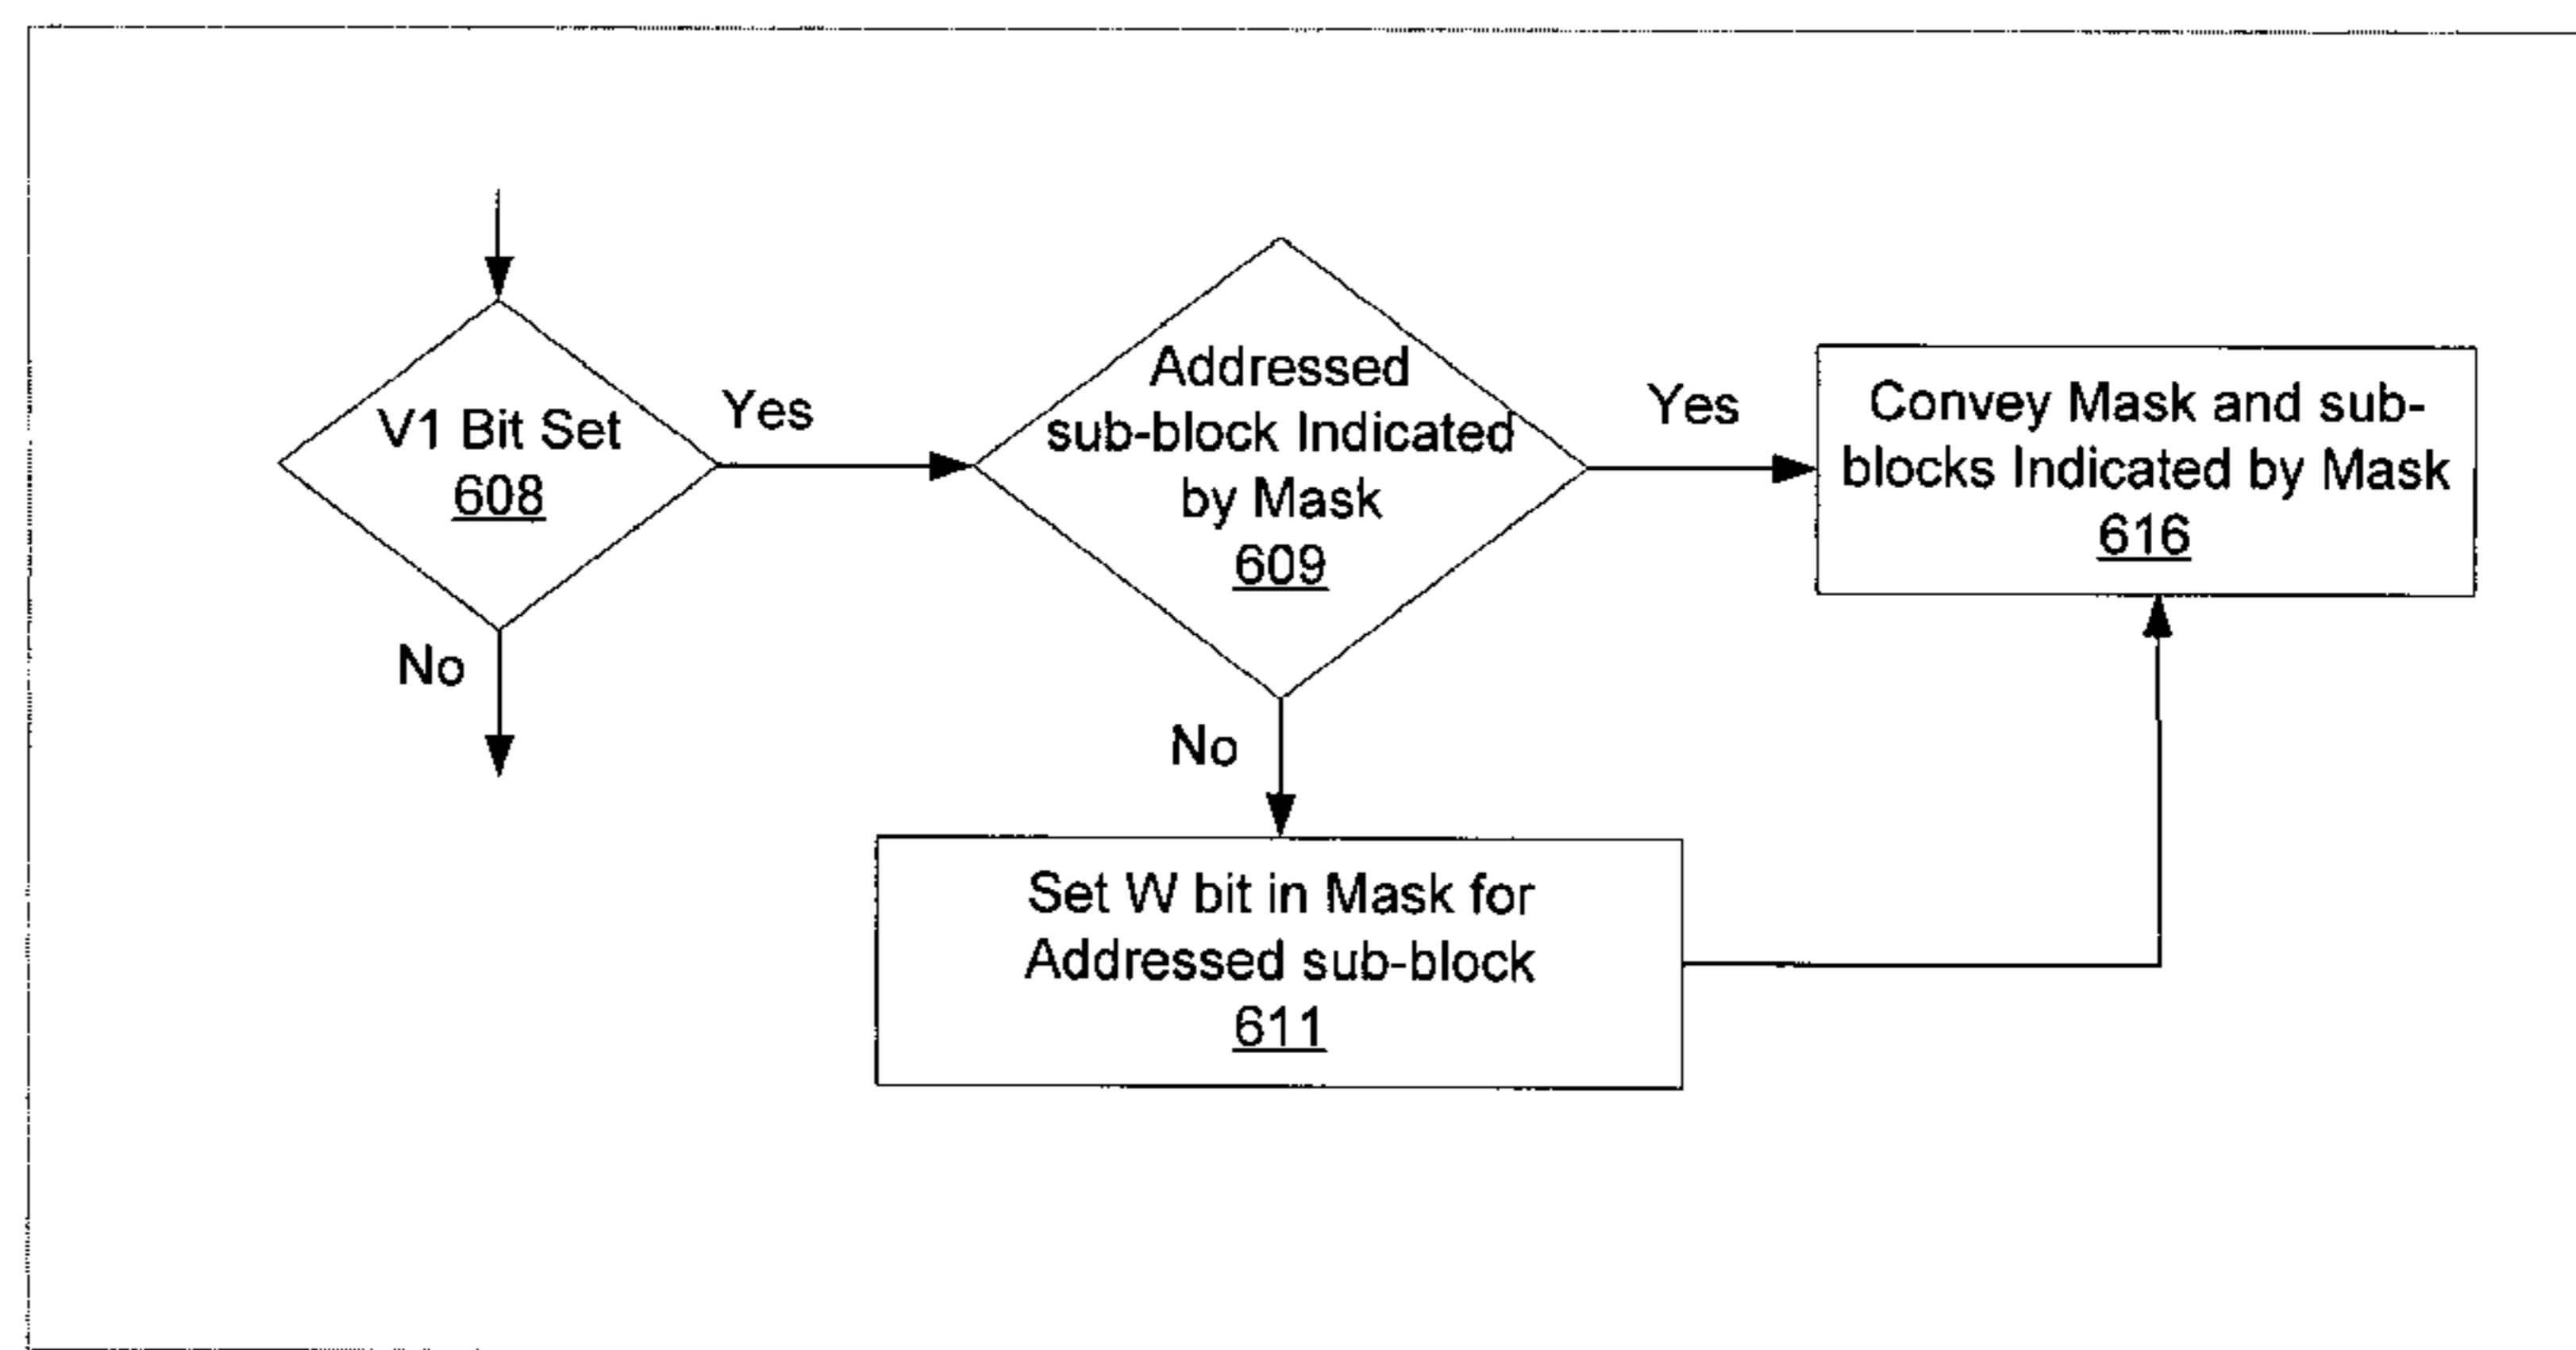 V1 Bit Set
608
Yes
No
Addressed
sub-block Indicated
by Mask
609
Yes
No
Convey Mask and sub-
blocks Indicated by Mask
616
Set W bit in Mask for
Addressed sub-block
611